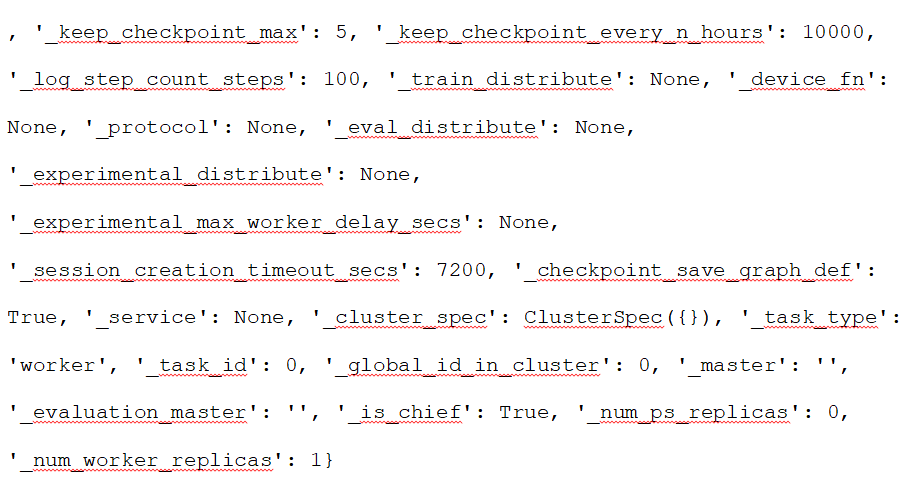 , '_keep_checkpoint_max': 5, '_keep_checkpoint_every_n_hours': 10000,
'_log_step_count_steps': 100, '_train_distribute': None, '_device_fn':
None, '_protocol': None, '_eval_distribute': None,
'_experimental_distribute': None,
'_experimental_max_worker_delay_secs': None,
'_session_creation_timeout_secs': 7200, '_checkpoint_save_graph_def':
True, '_service': None, '_cluster_spec': ClusterSpec({}), '_task_type':
'worker', '_task_id': 0, '_global_id_in_cluster': 0, '_master': '',
'_evaluation_master': '', '_is_chief': True, '_num_ps_replicas': 0,
'_num_worker_replicas': 1}